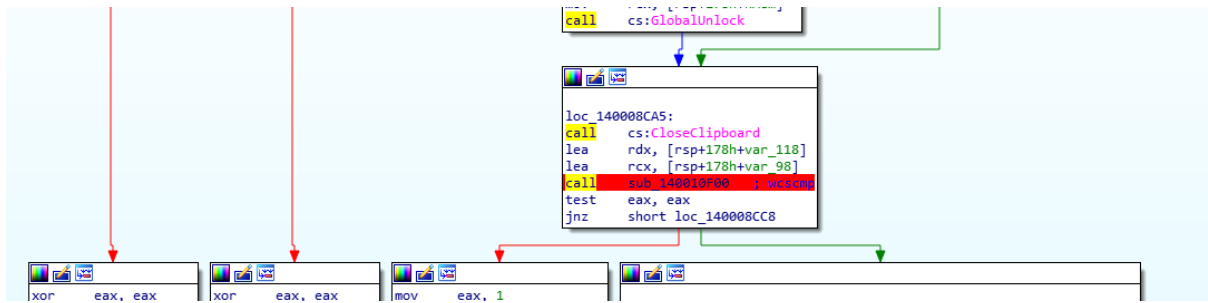 call cs:GlobalUnlock
loc_140008CA5:
call cs:CloseClipboard
lea rdx, [rsp+178h+var_118]
lea rcx, [rsp+178h+var_98]
call sub_140010F00 ; wcscmp
test eax, eax
jnz short loc_140008CC8
xor eax, eax
xor eax, eax
mov eax, 1